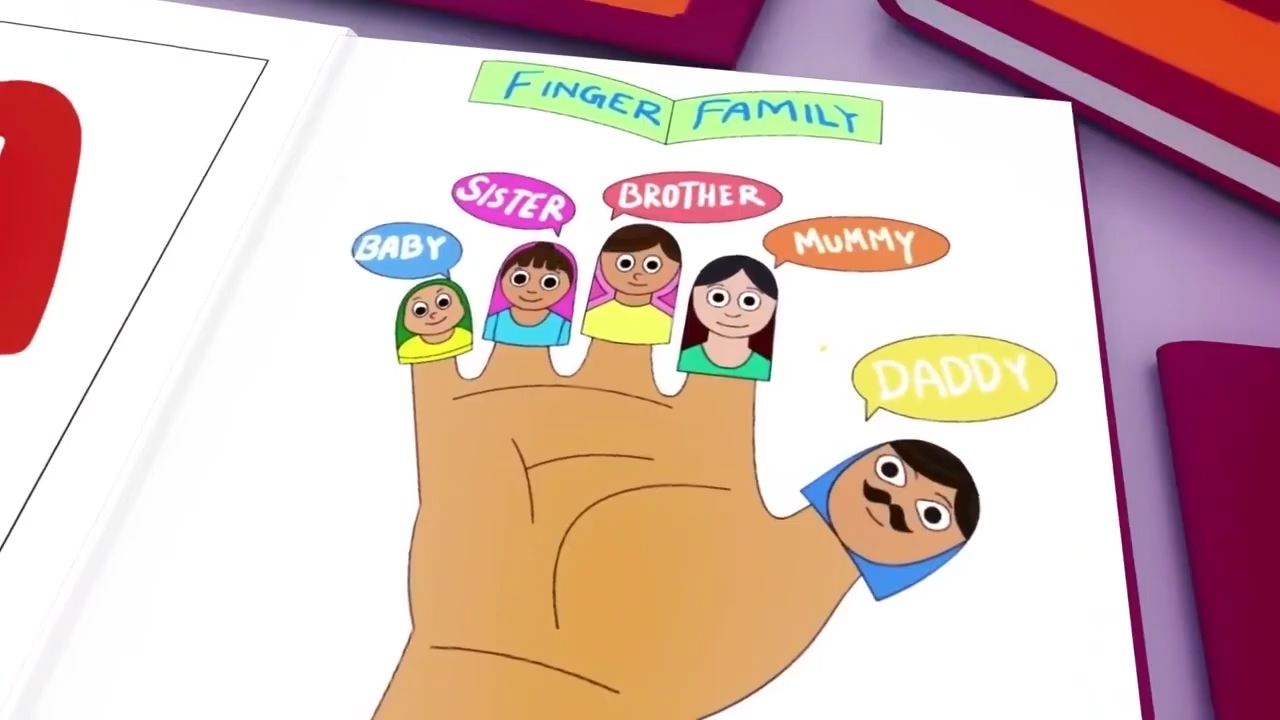 FINGER FAMILY
SISTER
BROTHER
BABY
MUMMY
DADDY